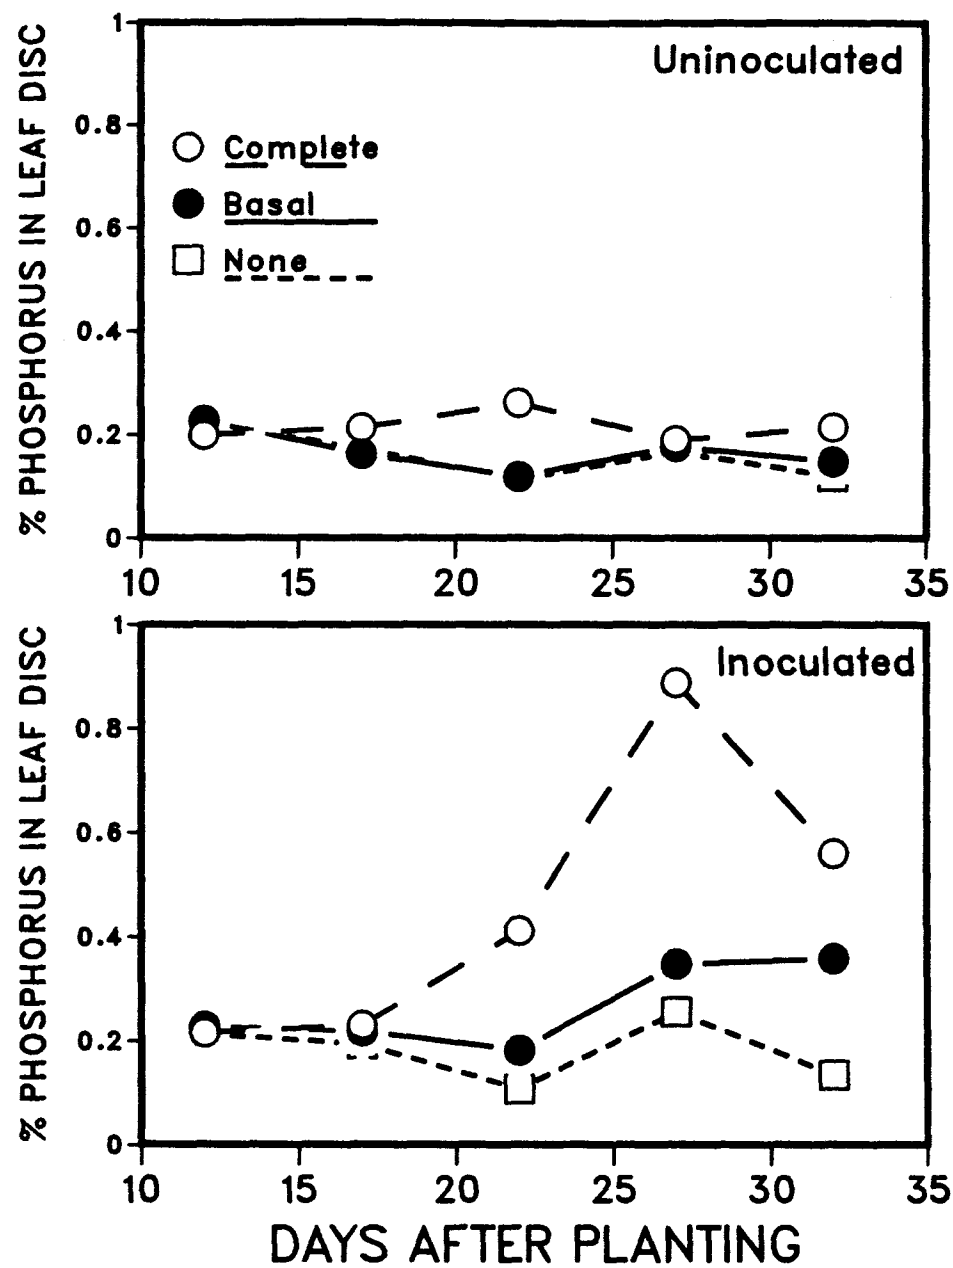 % PHOSPHORUS IN LEAF DISC
Uninoculated
Complete
Basal
None
1
0.8
0.6
0.4
0.2
0
10 15 20 25 30 35
% PHOSPHORUS IN LEAF DISC
Inoculated
1
0.8
0.6
0.4
0.2
0
10 15 20 25 30 35
DAYS AFTER PLANTING